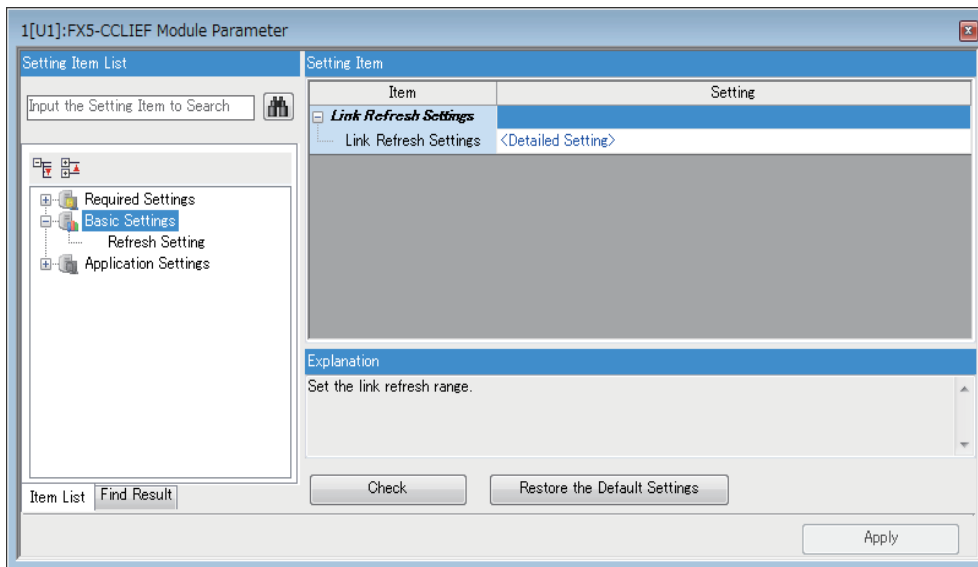 1[U1]:FX5-CCLIEF Module Parameter
Setting Item List
Input the Setting Item to Search
Required Settings
Basic Settings
Refresh Setting
Application Settings
Item List
Find Result
Setting Item
Item
Setting
Link Refresh Settings
Link Refresh Settings
<Detailed Setting>
Explanation
Set the link refresh range.
Check
Restore the Default Settings
Apply